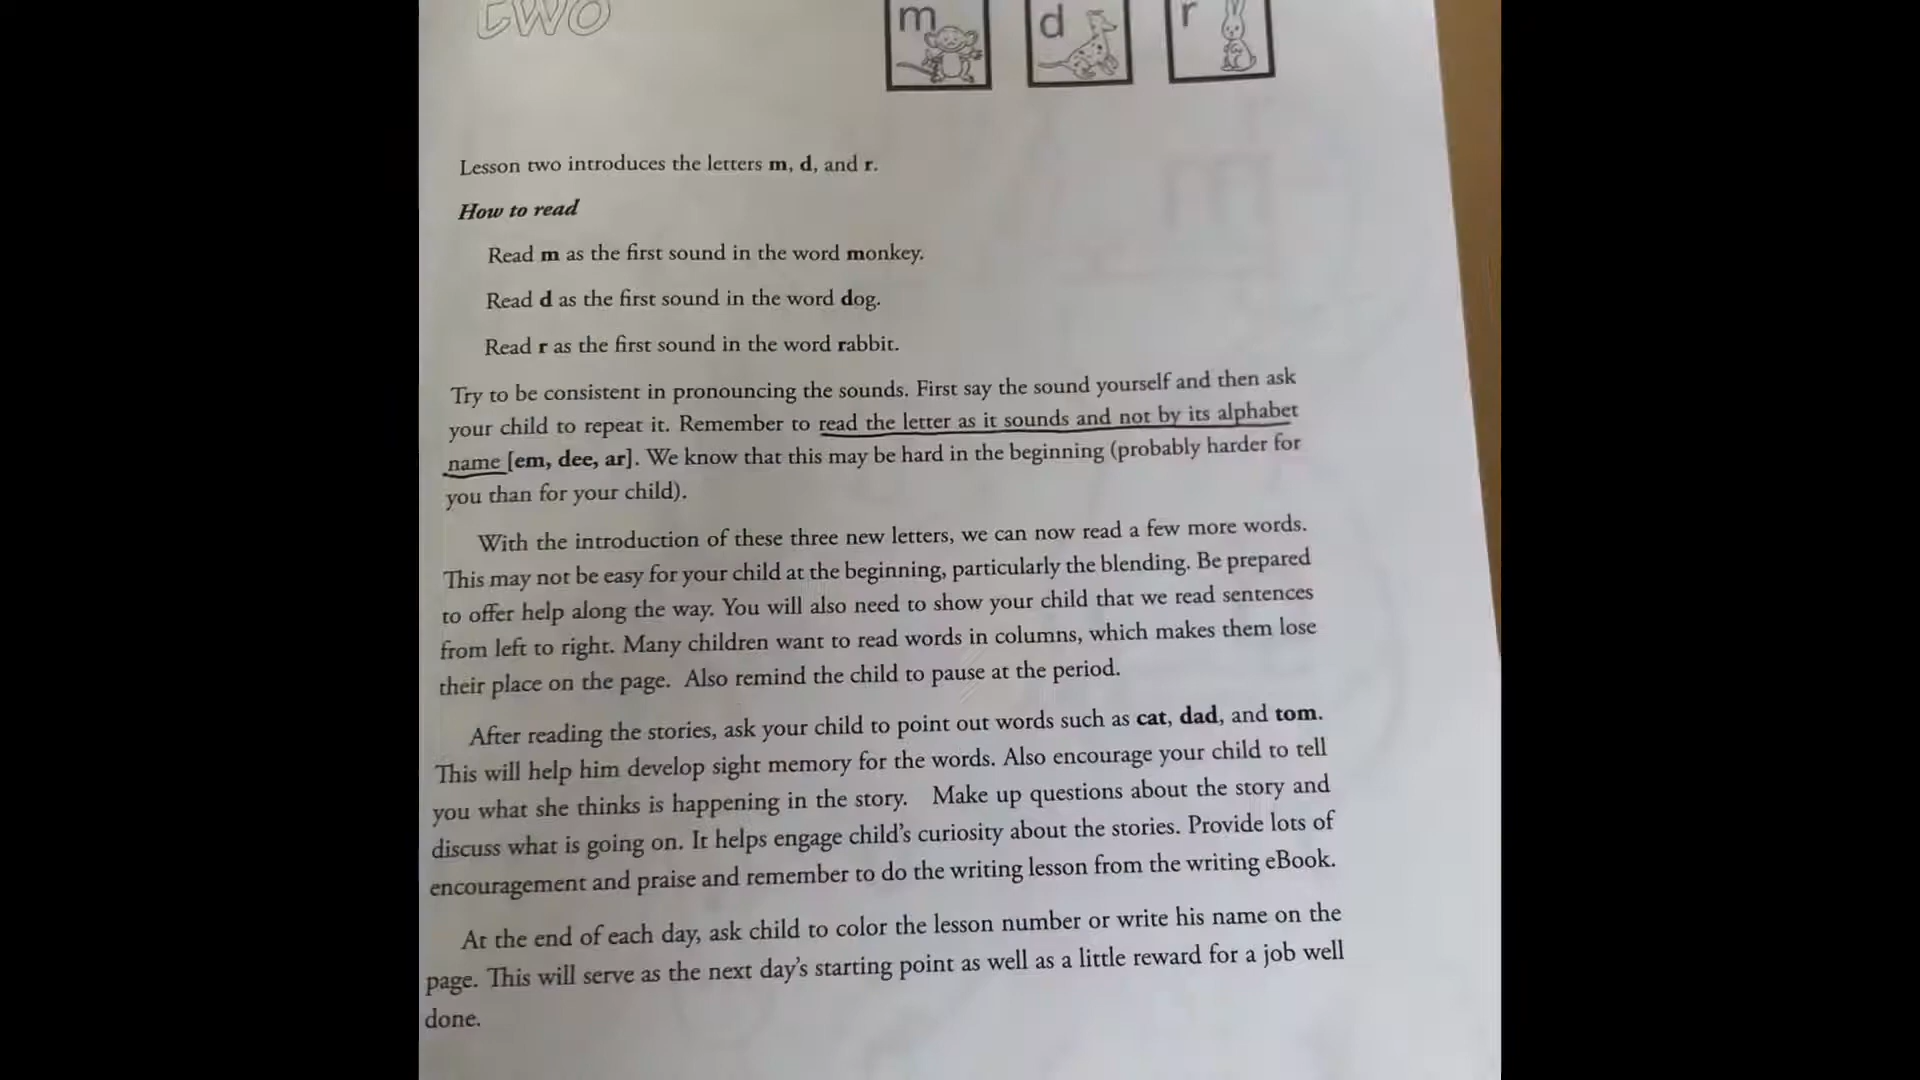 two
m d r
Lesson two introduces the letters m, d, and r.
How to read
Read m as the first sound in the word monkey.
Read d as the first sound in the word dog.
Read r as the first sound in the word rabbit.
Try to be consistent in pronouncing the sounds. First say the sound yourself and then ask
your child to repeat it. Remember to read the letter as it sounds and not by its alphabet
name [em, dee, ar]. We know that this may be hard in the beginning (probably harder for
you than for your child).
With the introduction of these three new letters, we can now read a few more words.
This may not be easy for your child at the beginning, particularly the blending. Be prepared
to offer help along the way. You will also need to show your child that we read sentences
from left to right. Many children want to read words in columns, which makes them lose
their place on the page. Also remind the child to pause at the period.
After reading the stories, ask your child to point out words such as cat, dad, and tom.
This will help him develop sight memory for the words. Also encourage your child to tell
you what she thinks is happening in the story. Make up questions about the story and
discuss what is going on. It helps engage child's curiosity about the stories. Provide lots of
encouragement and praise and remember to do the writing lesson from the writing eBook.
At the end of each day, ask child to color the lesson number or write his name on the
page. This will serve as the next day's starting point as well as a little reward for a job well
done.